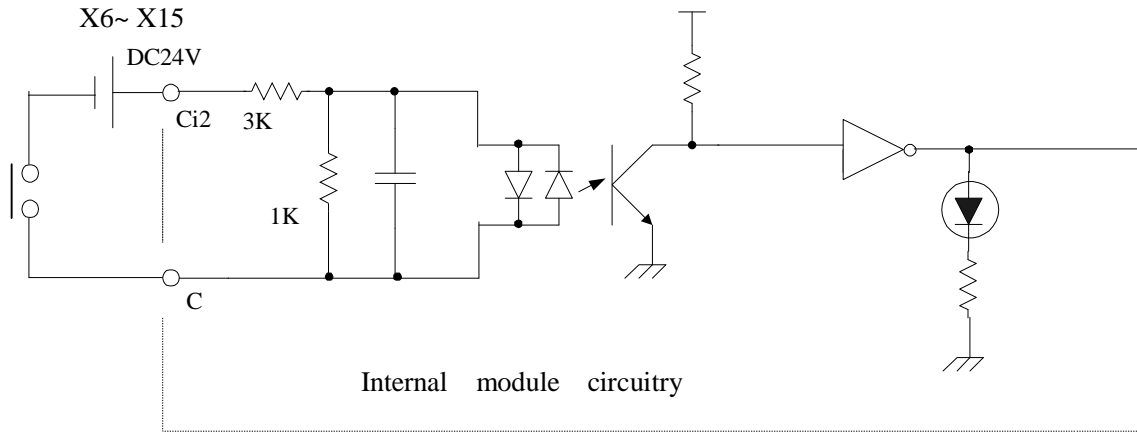 X6~ X15
DC24V
Ci2
3K
1K
C
Internal module circuitry